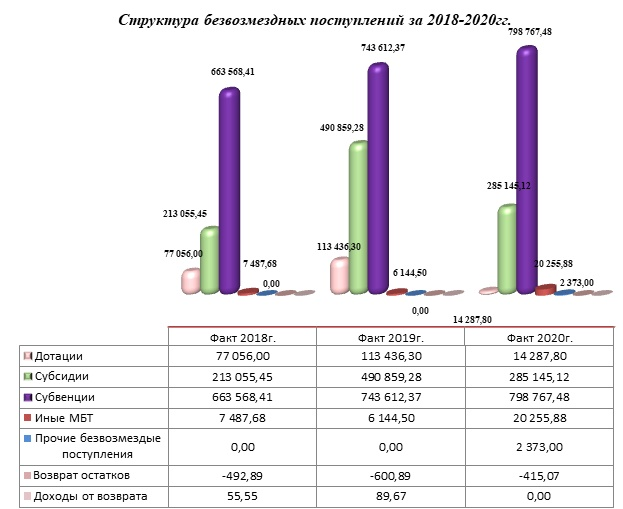 Структура безвозмездных поступлений за 2018-2020гг.
798 767,48
743 612,37
663 568,41
490 859,28
285 145,12
213 055,45
77 056,00
113 436,30
7 487,68
6 144,50
20 255,88
0,00
2 373,00
0,00
14 287,80
Факт 2018г. Факт 2019г. Факт 2020г.
Дотации 77 056,00 113 436,30 14 287,80
Субсидии 213 055,45 490 859,28 285 145,12
Субвенции 663 568,41 743 612,37 798 767,48
Иные МБТ 7 487,68 6 144,50 20 255,88
Прочие безвозмездые
поступления 0,00 0,00 2 373,00
Возврат остатков -492,89 -600,89 -415,07
Доходы от возврата 55,55 89,67 0,00